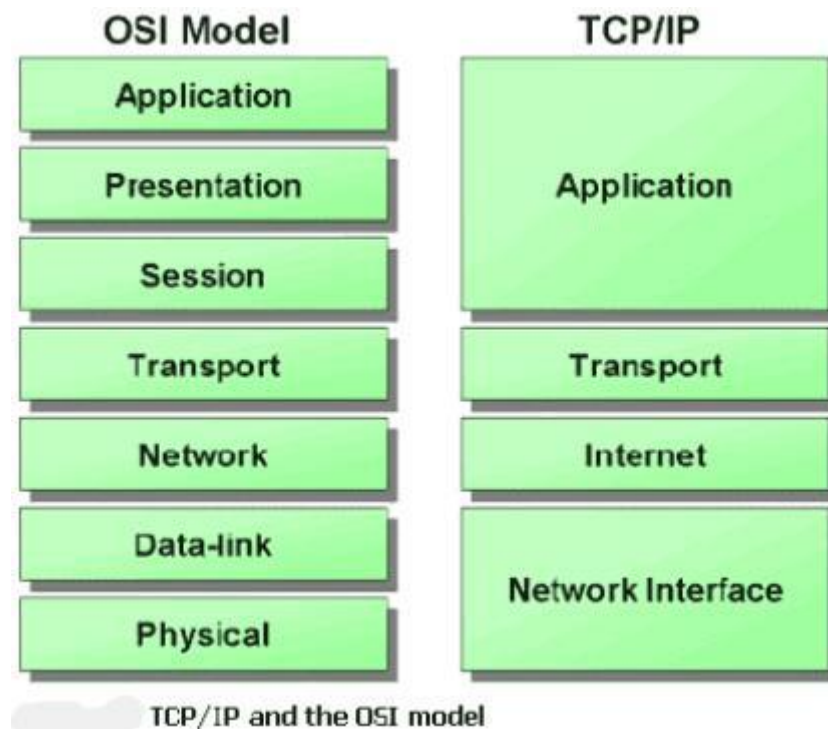 OSI Model
Application
Presentation
Session
Transport
Network
Data-link
Physical
TCP/IP
Application
Transport
Internet
Network Interface
TCP/IP and the OSI model